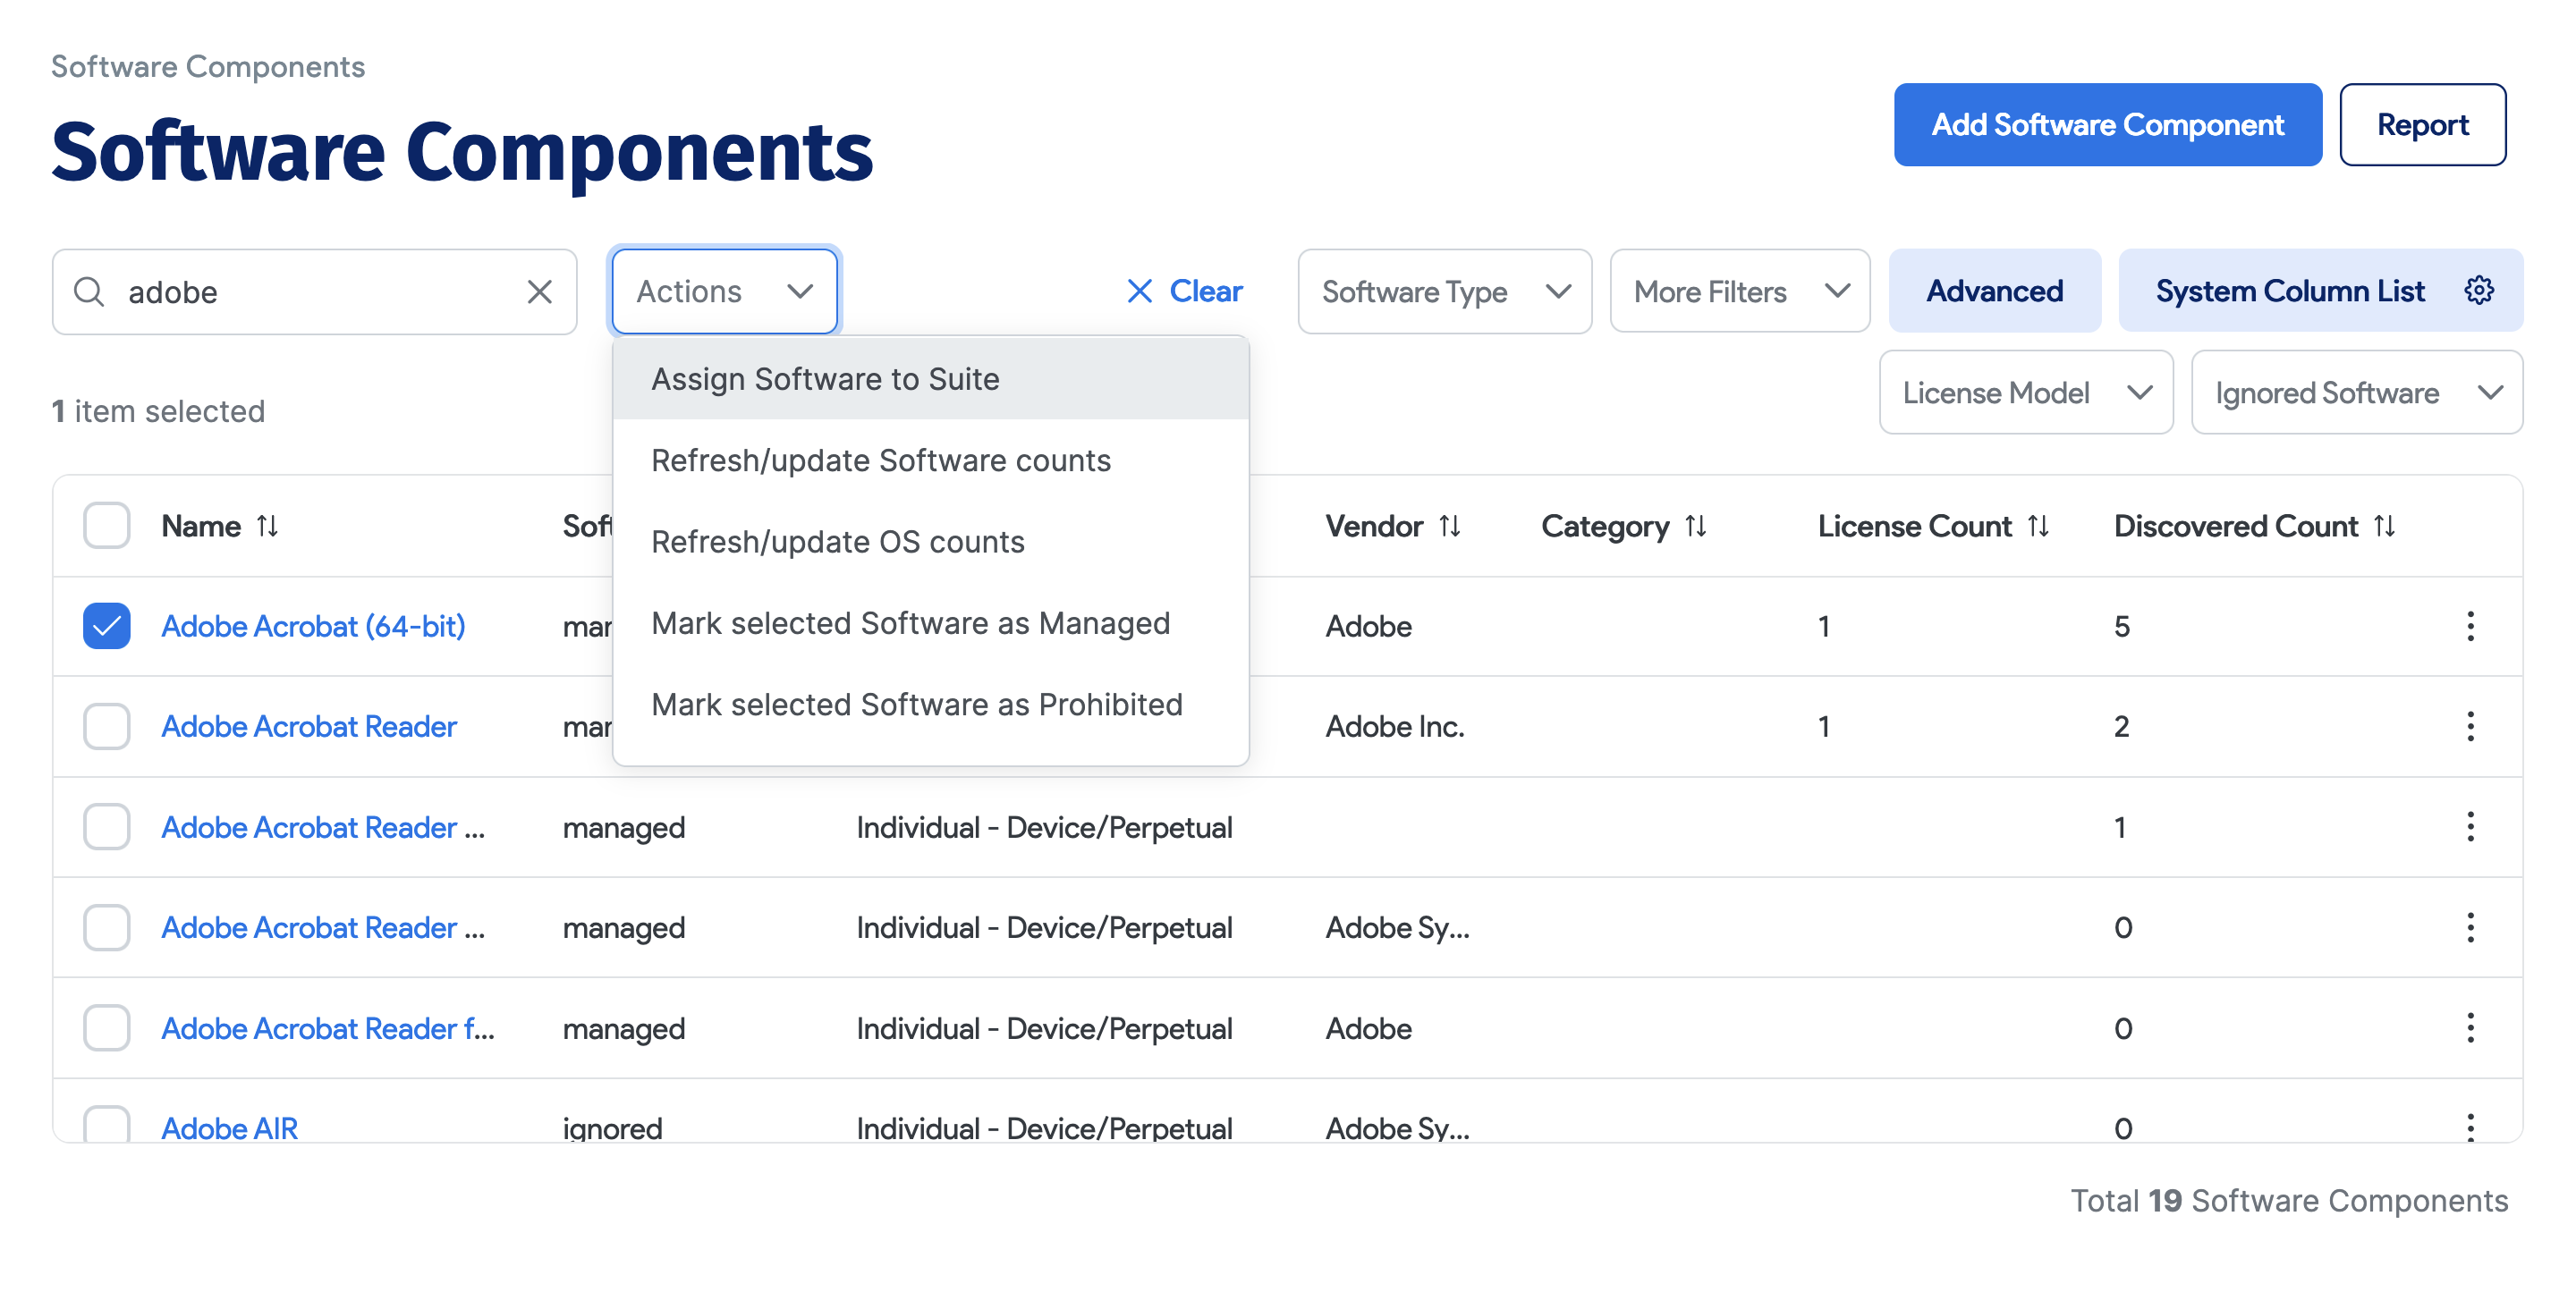 Software Components
Software Components
Add Software Component
Report
adobe
Actions
Clear
Software Type
More Filters
Advanced
System Column List
Assign Software to Suite
Refresh/update Software counts
Refresh/update OS counts
Mark selected Software as Managed
Mark selected Software as Prohibited
License Model
Ignored Software
1 item selected
Name Vendor Category License Count Discovered Count
Adobe Acrobat (64-bit) Adobe 1 5
Adobe Acrobat Reader Adobe Inc. 1 2
Adobe Acrobat Reader ... managed Individual - Device/Perpetual 1
Adobe Acrobat Reader ... managed Individual - Device/Perpetual Adobe Sy... 0
Adobe Acrobat Reader f... managed Individual - Device/Perpetual Adobe 0
Adobe AIR ignored Individual - Device/Perpetual Adobe Sy... 0
Total 19 Software Components